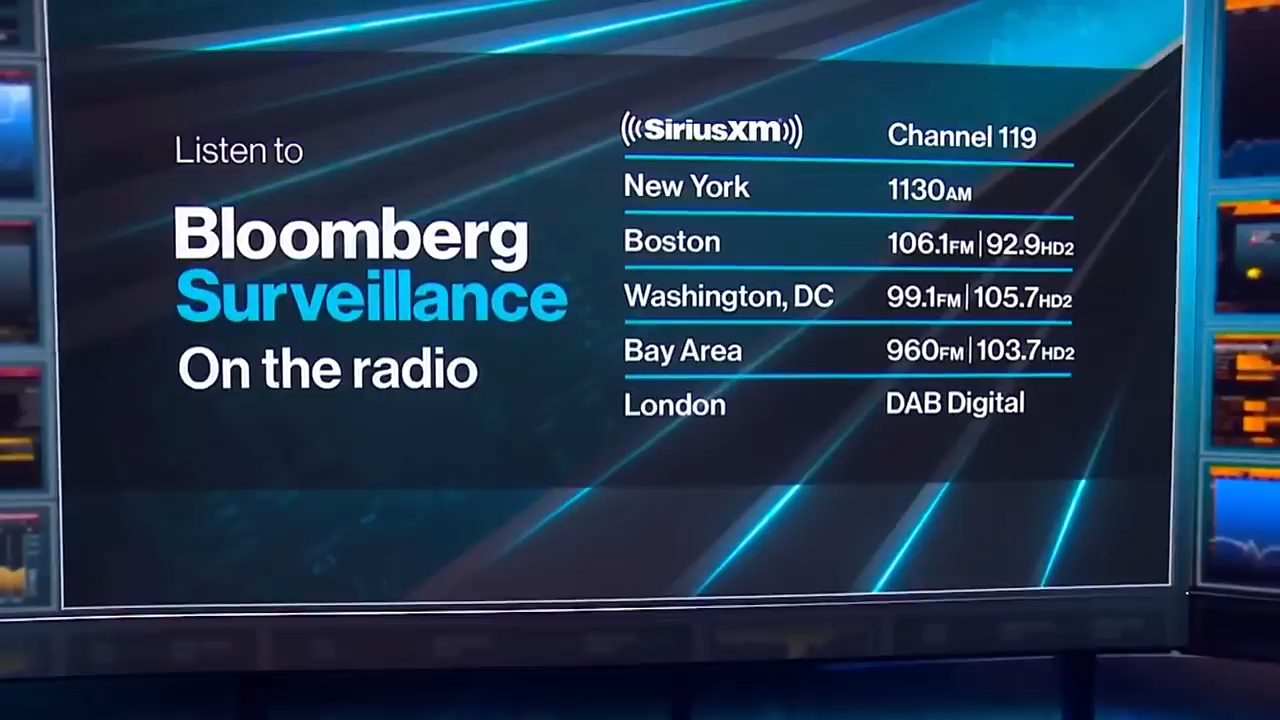 Listen to
Bloomberg
Surveillance
On the radio
SiriusXM Channel 119
New York 1130AM
Boston 106.1FM | 92.9HD2
Washington, DC 99.1FM | 105.7HD2
Bay Area 960FM | 103.7HD2
London DAB Digital